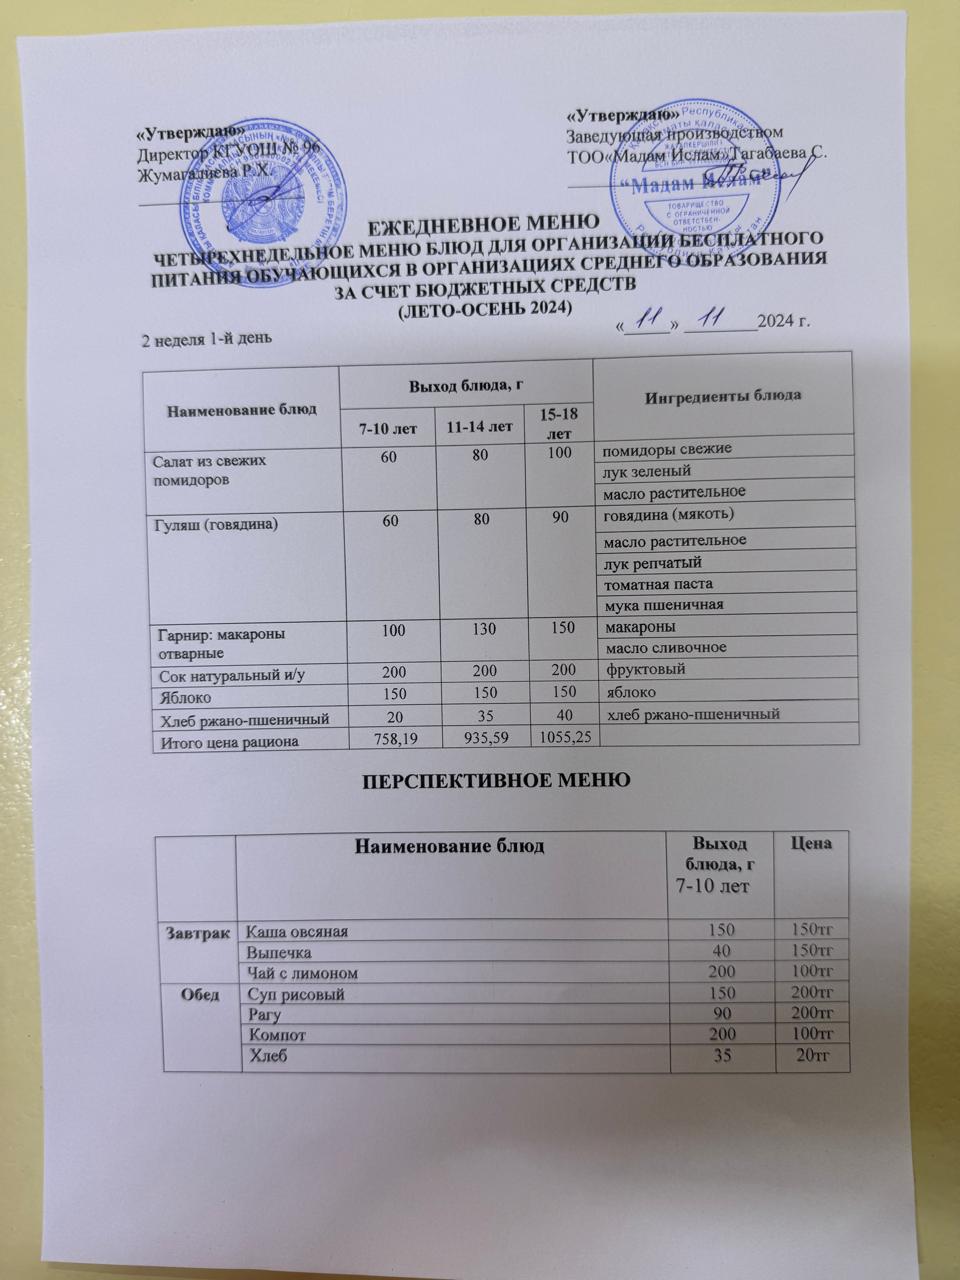 «Утверждаю»
Директор КГУОШ № 96
Жумагалиева Р.Х.
«Утверждаю»
Заведующая производством
ТОО«Мадам Ислам»Тагабаева С.
"Мадам Ислам"
ТОВАРИЩЕСТВО
С ОГРАНИЧЕННОЙ
ОТВЕТСТВЕН-
НОСТЬЮ
ЕЖЕДНЕВНОЕ МЕНЮ
ЧЕТЫРЕХНЕДЕЛЬНОЕ МЕНЮ БЛЮД ДЛЯ ОРГАНИЗАЦИИ БЕСПЛАТНОГО
ПИТАНИЯ ОБУЧАЮЩИХСЯ В ОРГАНИЗАЦИЯХ СРЕДНЕГО ОБРАЗОВАНИЯ
ЗА СЧЕТ БЮДЖЕТНЫХ СРЕДСТВ
(ЛЕТО-ОСЕНЬ 2024)
2 неделя 1-й день «11» 11 2024 г.
Наименование блюд Выход блюда, г Ингредиенты блюда
7-10 лет 11-14 лет 15-18
лет
Салат из свежих 60 80 100 помидоры свежие
помидоров лук зеленый
масло растительное
Гуляш (говядина) 60 80 90 говядина (мякоть)
масло растительное
лук репчатый
томатная паста
мука пшеничная
Гарнир: макароны 100 130 150 макароны
отварные масло сливочное
Сок натуральный и/у 200 200 200 фруктовый
Яблоко 150 150 150 яблоко
Хлеб ржано-пшеничный 20 35 40 хлеб ржано-пшеничный
Итого цена рациона 758,19 935,59 1055,25
ПЕРСПЕКТИВНОЕ МЕНЮ
Наименование блюд Выход Цена
блюда, г
7-10 лет
Завтрак Каша овсяная 150 150тг
Выпечка 40 150тг
Чай с лимоном 200 100тг
Обед Суп рисовый 150 200тг
Рагу 90 200тг
Компот 200 100тг
Хлеб 35 20тг